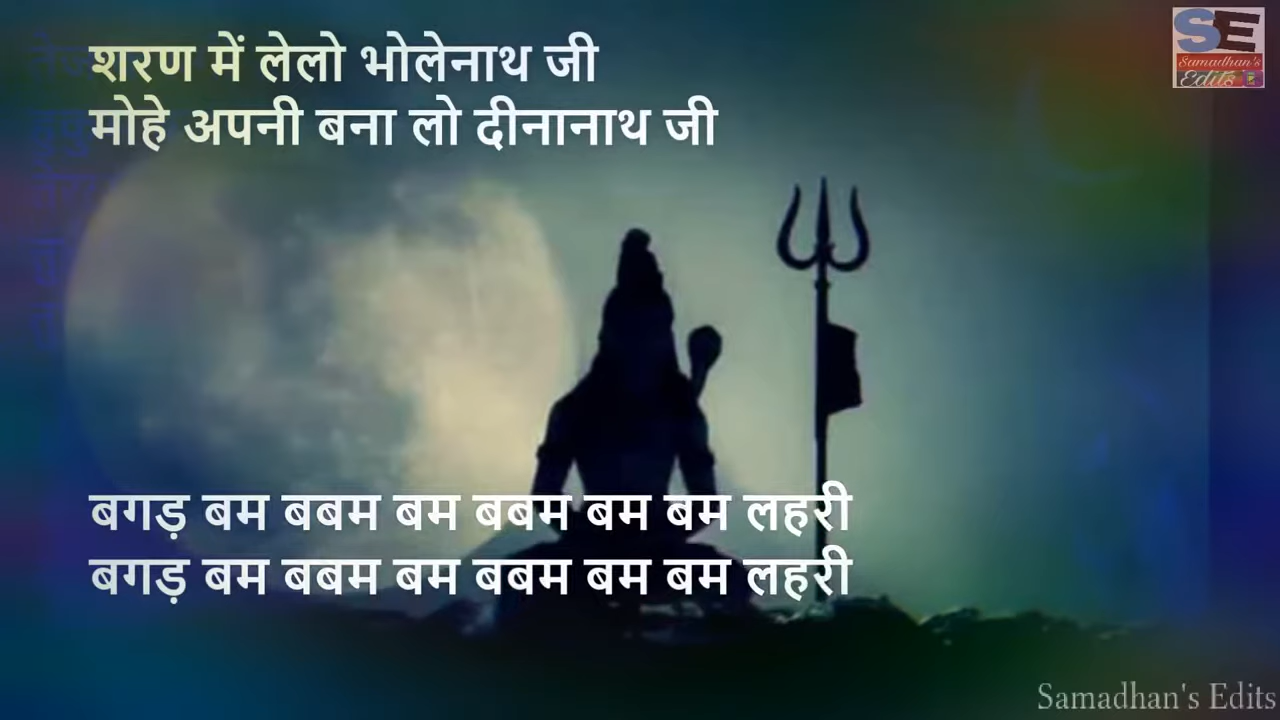 SE
Samadhan's
Edits
शरण में लेलो भोलेनाथ जी
मोहे अपनी बना लो दीनानाथ जी
बगड़ बम बबम बम बबम बम बम लहरी
बगड़ बम बबम बम बबम बम बम लहरी
Samadhan's Edits